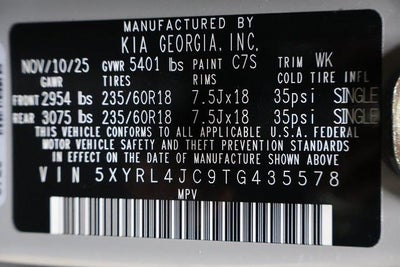 MANUFACTURED BY
KIA GEORGIA, INC.
NOV/10/25 GVWR 5401 lbs PAINT C7S TRIM WK
GAWR TIRES RIMS COLD TIRE INFL
FRONT 2954 lbs 235/60R18 7.5Jx18 35psi SINGLE
REAR 3075 lbs 235/60R18 7.5Jx18 35psi SINGLE
THIS VEHICLE CONFORMS TO ALL APPLICABLE U.S.A. FEDERAL
MOTOR VEHICLE SAFETY AND THEFT PREVENTION STANDARDS
IN EFFECT ON THE DATE OF MANUFACTURE SHOWN ABOVE
VIN 5XYRL4JC9TG435578
MPV